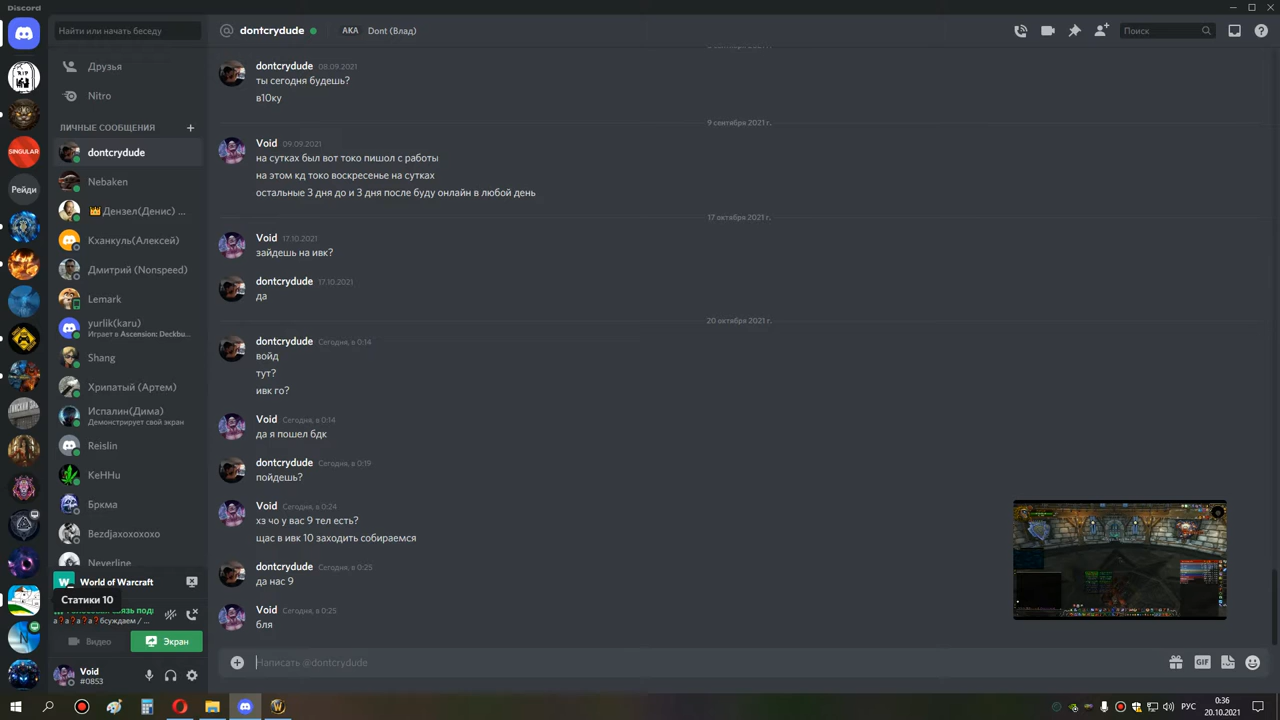 Discord
Найти или начать беседу
dontcrydude
AKA Dont (Влад)
Поиск
R.I.P
SINGULAR
Рейди
Друзья
Nitro
ЛИЧНЫЕ СООБЩЕНИЯ
dontcrydude
Nebaken
Дензел(Денис) ...
Кханкуль(Алексей)
Дмитрий (Nonspeed)
Lemark
yurlik(karu)
Играет в Ascension: Deckbu...
Shang
Хрипатый (Артем)
Испалин(Дима)
Демонстрирует свой экран
Reislin
KeHHu
Бркма
Bezdjaxoxoxoxo
Neverline
World of Warcraft
Статики 10
Видео
Экран
Void
#0853
dontcrydude 08.09.2021
ты сегодня будешь?
в10ку
9 сентября 2021 г.
Void 09.09.2021
на сутках был вот токо пишол с работы
на этом кд токо воскресенье на сутках
остальные 3 дня до и 3 дня после буду онлайн в любой день
17 октября 2021 г.
Void 17.10.2021
зайдешь на ивк?
dontcrydude 17.10.2021
да
20 октября 2021 г.
dontcrydude Сегодня, в 0:14
войд
тут?
ивк го?
Void Сегодня, в 0:14
да я пошел бдк
dontcrydude Сегодня, в 0:19
пойдешь?
Void Сегодня, в 0:24
хз чо у вас 9 тел есть?
щас в ивк 10 заходить собираемся
dontcrydude Сегодня, в 0:25
да нас 9
Void Сегодня, в 0:25
бля
Написать @dontcrydude
GIF
РУС
0:36
20.10.2021